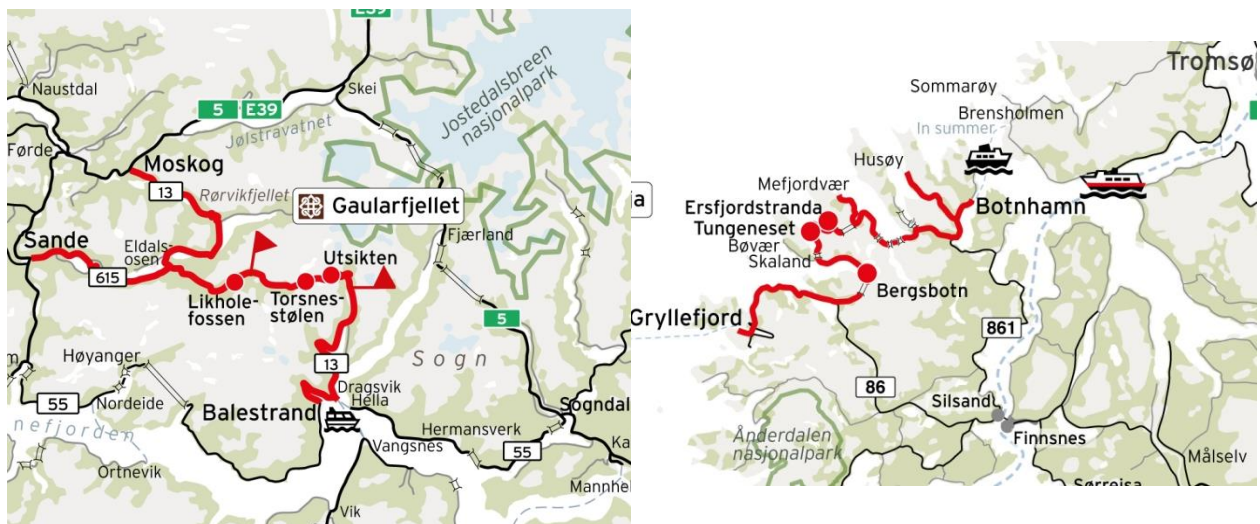 E39
Naustdal
Skei
5
E39
Jølstravatnet
Jostedalsbreen
nasjonalpark
Førde
Moskog
13
Rørvikfjellet
Gaularfjellet
Sande
Eldals-
osen
615
Utsikten
Fjærland
Likhole-
fossen
Torsnes-
stølen
5
Sogn
Høyanger
13
55
Nordeide
Dragsvik
Hella
Balestrand
Sogndal
Hermansverk
Vangsnes
55
Ka
nefjorden
Ortnevik
Mannhe
Vik
Tromsø
Sommarøy
Brensholmen
In summer
Husøy
Mefjordvær
Ersfjordstranda
Tungeneset
Botnhamn
Bøvær
Skaland
Bergsbotn
Gryllefjord
861
86
Silsand
Finnsnes
Ånderdalen
nasjonalpark
Målselv
Sørreisa